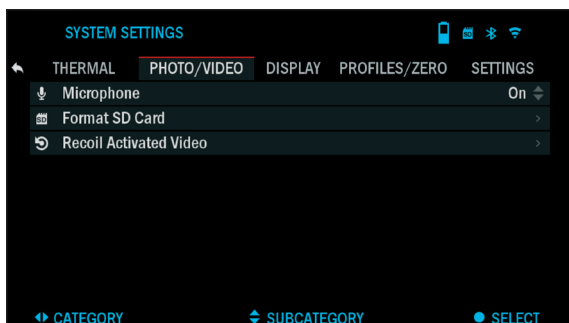 SYSTEM SETTINGS
THERMAL PHOTO/VIDEO DISPLAY PROFILES/ZERO SETTINGS
Microphone On
SD Format SD Card
Recoil Activated Video
CATEGORY SUBCATEGORY SELECT